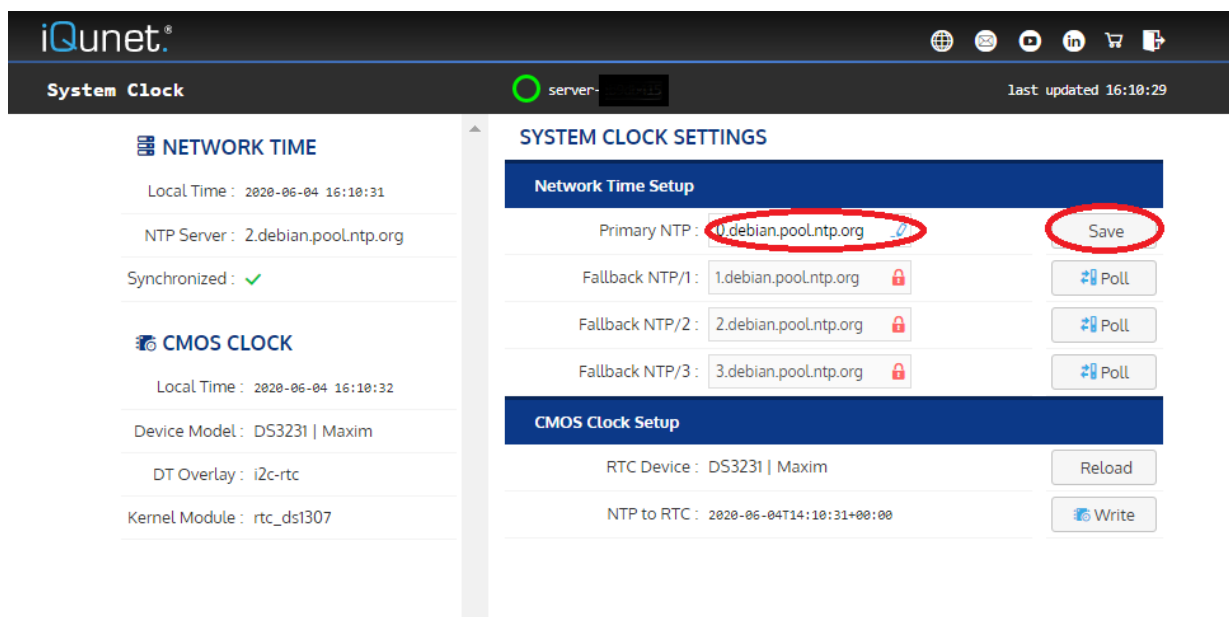 iQunet.®
System Clock
server-
last updated 16:10:29
NETWORK TIME
Local Time : 2020-06-04 16:10:31
NTP Server : 2.debian.pool.ntp.org
Synchronized :
CMOS CLOCK
Local Time : 2020-06-04 16:10:32
Device Model : DS3231 | Maxim
DT Overlay : i2c-rtc
Kernel Module : rtc_ds1307
SYSTEM CLOCK SETTINGS
Network Time Setup
Primary NTP : 0.debian.pool.ntp.org Save
Fallback NTP/1 : 1.debian.pool.ntp.org Poll
Fallback NTP/2 : 2.debian.pool.ntp.org Poll
Fallback NTP/3 : 3.debian.pool.ntp.org Poll
CMOS Clock Setup
RTC Device : DS3231 | Maxim Reload
NTP to RTC : 2020-06-04T14:10:31+00:00 Write